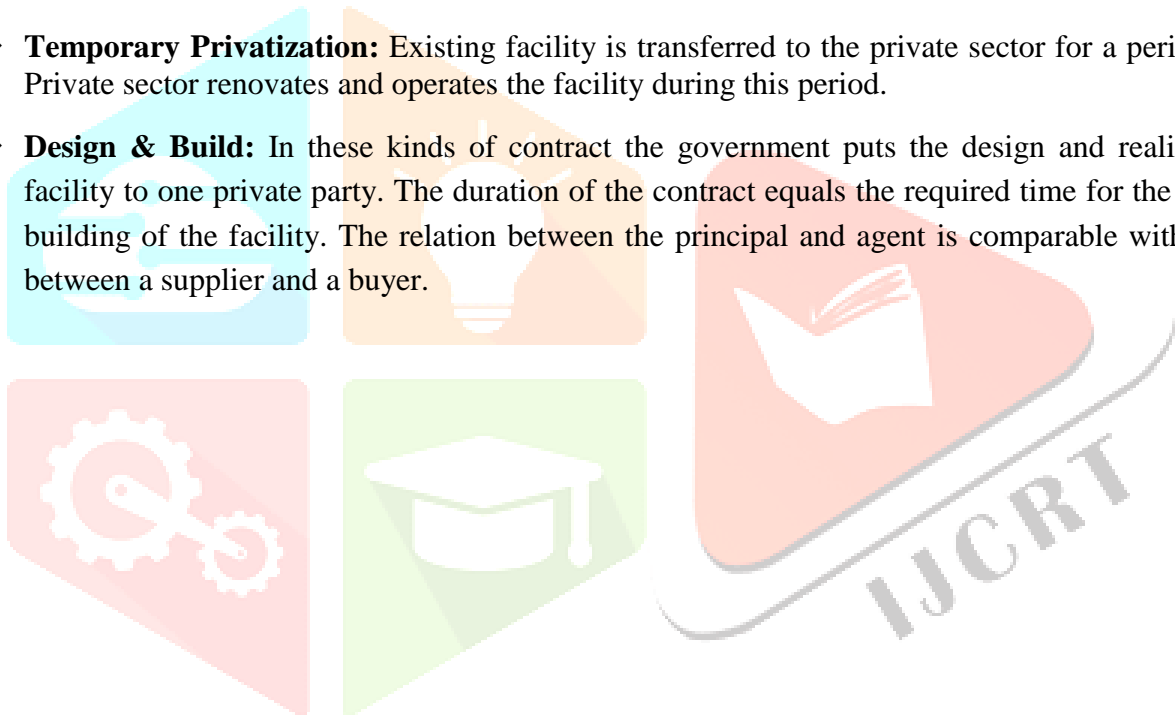 Temporary Privatization: Existing facility is transferred to the private sector for a
Private sector renovates and operates the facility during this period.
Design & Build: In these kinds of contract the government puts the design and
facility to one private party. The duration of the contract equals the required time for the
building of the facility. The relation between the principal and agent is comparable with
between a supplier and a buyer.
IJCRT